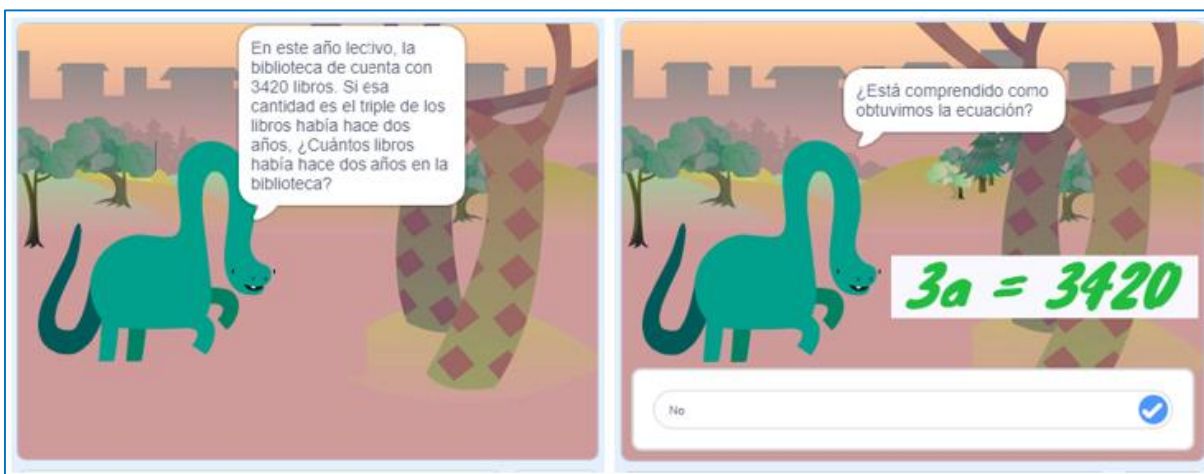 En este año lectivo, la
biblioteca de cuenta con
3420 libros. Si esa
cantidad es el triple de los
libros había hace dos
años, ¿Cuántos libros
había hace dos años en la
biblioteca?
¿Está comprendido como
obtuvimos la ecuación?
3a = 3420
No